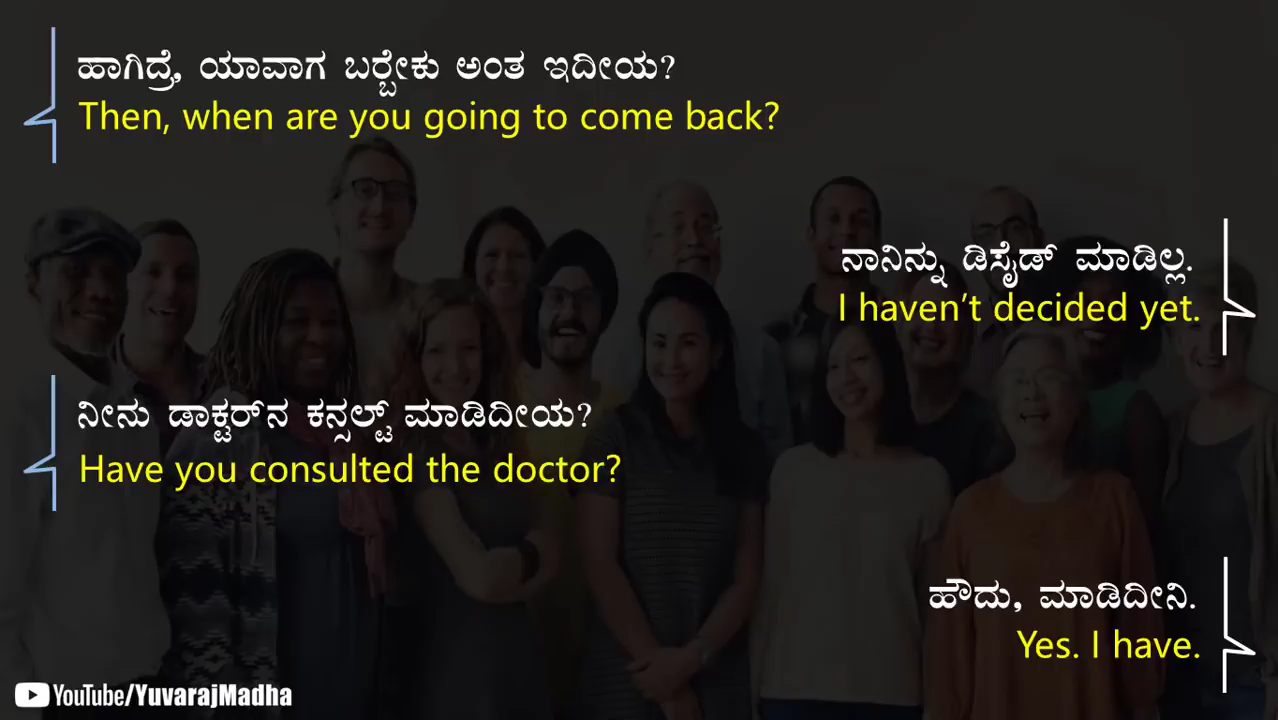 ಹಾಗಿದ್ರೆ, ಯಾವಾಗ ಬರ್‍ಬೇಕು ಅಂತ ಇದೀಯ?
Then, when are you going to come back?
ನಾನಿನ್ನು ಡಿಸೈಡ್ ಮಾಡಿಲ್ಲ.
I haven’t decided yet.
ನೀನು ಡಾಕ್ಟರ್‌ನ ಕನ್ಸಲ್ಟ್ ಮಾಡಿದೀಯ?
Have you consulted the doctor?
ಹೌದು, ಮಾಡಿದೀನಿ.
Yes. I have.
YouTube/YuvarajMadha